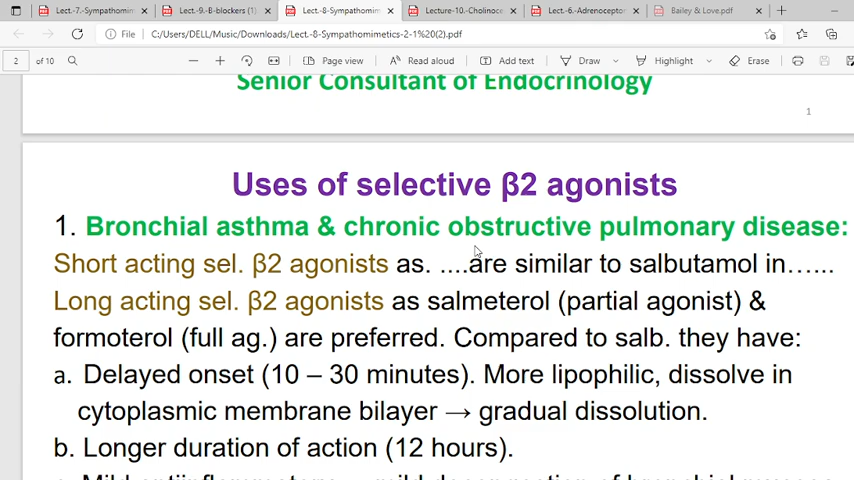 Lect.-7.-Sympathomim
Lect.-9.-B-blockers (1)
Lect.-8-Sympathomimet
Lecture-10.-Cholinoce
Lect.-6.-Adrenocepto
Bailey & Love.pdf
File C:/Users/DELL/Music/Downloads/Lect.-8-Sympathomimetics-2-1%20(2).pdf
2 of 10 Page view Read aloud Add text Draw Highlight Erase
Senior Consultant of Endocrinology
1
Uses of selective β2 agonists
1. Bronchial asthma & chronic obstructive pulmonary disease:
Short acting sel. β2 agonists as. ....are similar to salbutamol in…...
Long acting sel. β2 agonists as salmeterol (partial agonist) &
formoterol (full ag.) are preferred. Compared to salb. they have:
a. Delayed onset (10 – 30 minutes). More lipophilic, dissolve in
cytoplasmic membrane bilayer → gradual dissolution.
b. Longer duration of action (12 hours).